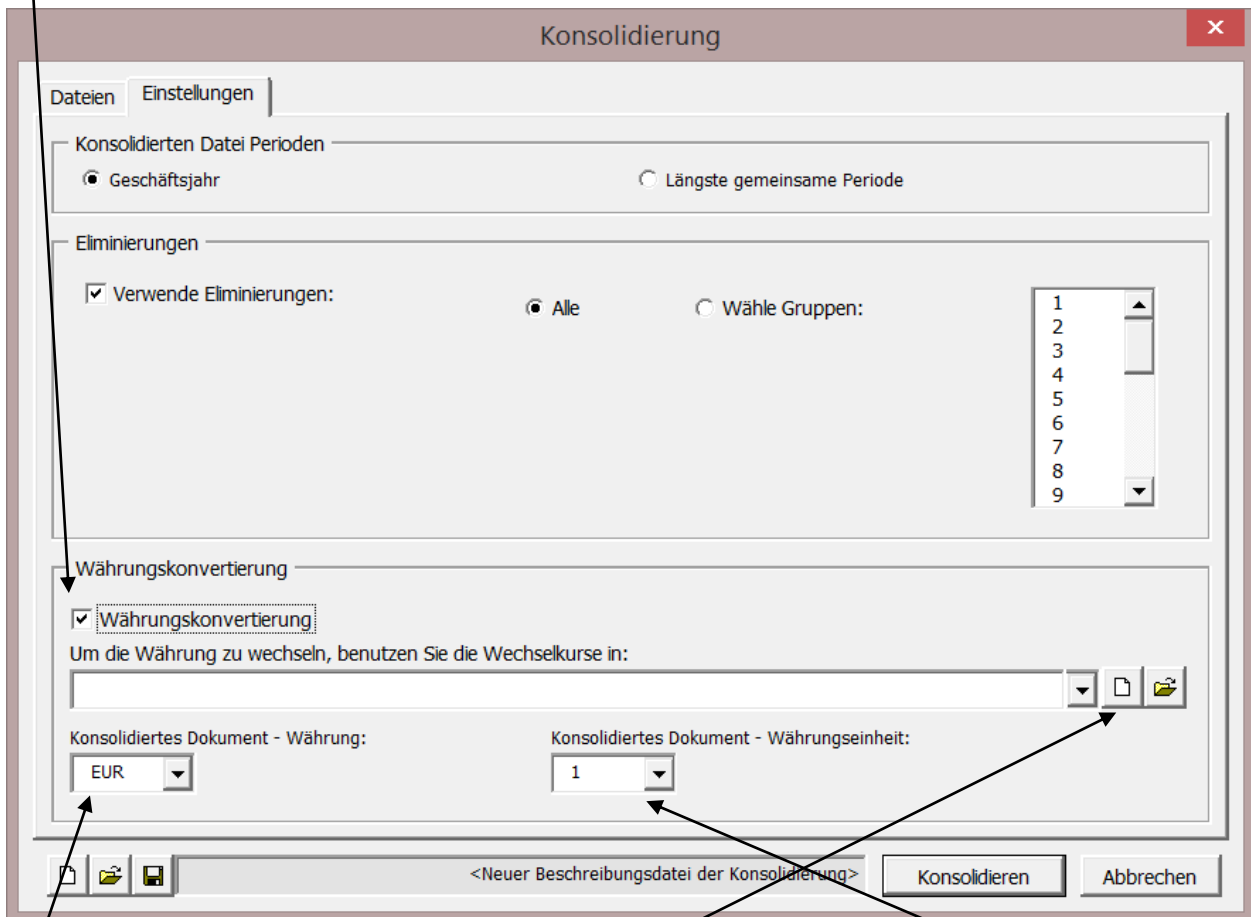 Konsolidierung
Dateien Einstellungen
Konsolidierten Datei Perioden
Geschäftsjahr Längste gemeinsame Periode
Eliminierungen
Verwende Eliminierungen: Alle Wähle Gruppen:
1
2
3
4
5
6
7
8
9
Währungskonvertierung
Währungskonvertierung
Um die Währung zu wechseln, benutzen Sie die Wechselkurse in:
Konsolidiertes Dokument - Währung: Konsolidiertes Dokument - Währungseinheit:
EUR 1
<Neuer Beschreibungsdatei der Konsolidierung> Konsolidieren Abbrechen